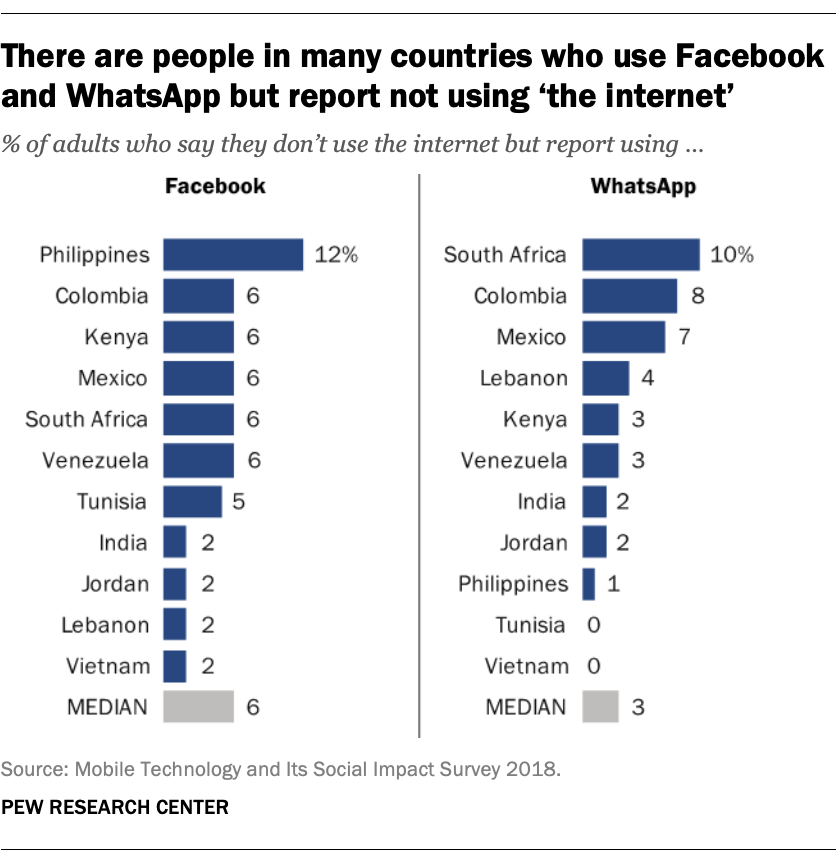 There are people in many countries who use Facebook
and WhatsApp but report not using ‘the internet’
% of adults who say they don’t use the internet but report using ...
Facebook
Philippines 12%
Colombia 6
Kenya 6
Mexico 6
South Africa 6
Venezuela 6
Tunisia 5
India 2
Jordan 2
Lebanon 2
Vietnam 2
MEDIAN 6
WhatsApp
South Africa 10%
Colombia 8
Mexico 7
Lebanon 4
Kenya 3
Venezuela 3
India 2
Jordan 2
Philippines 1
Tunisia 0
Vietnam 0
MEDIAN 3
Source: Mobile Technology and Its Social Impact Survey 2018.
PEW RESEARCH CENTER